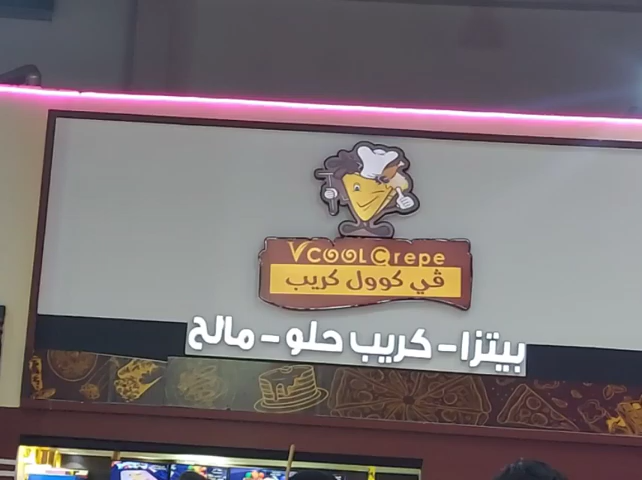 VCOOLCrepe
ڤي كوول كريب
بيتزا - كريب حلو - مالح